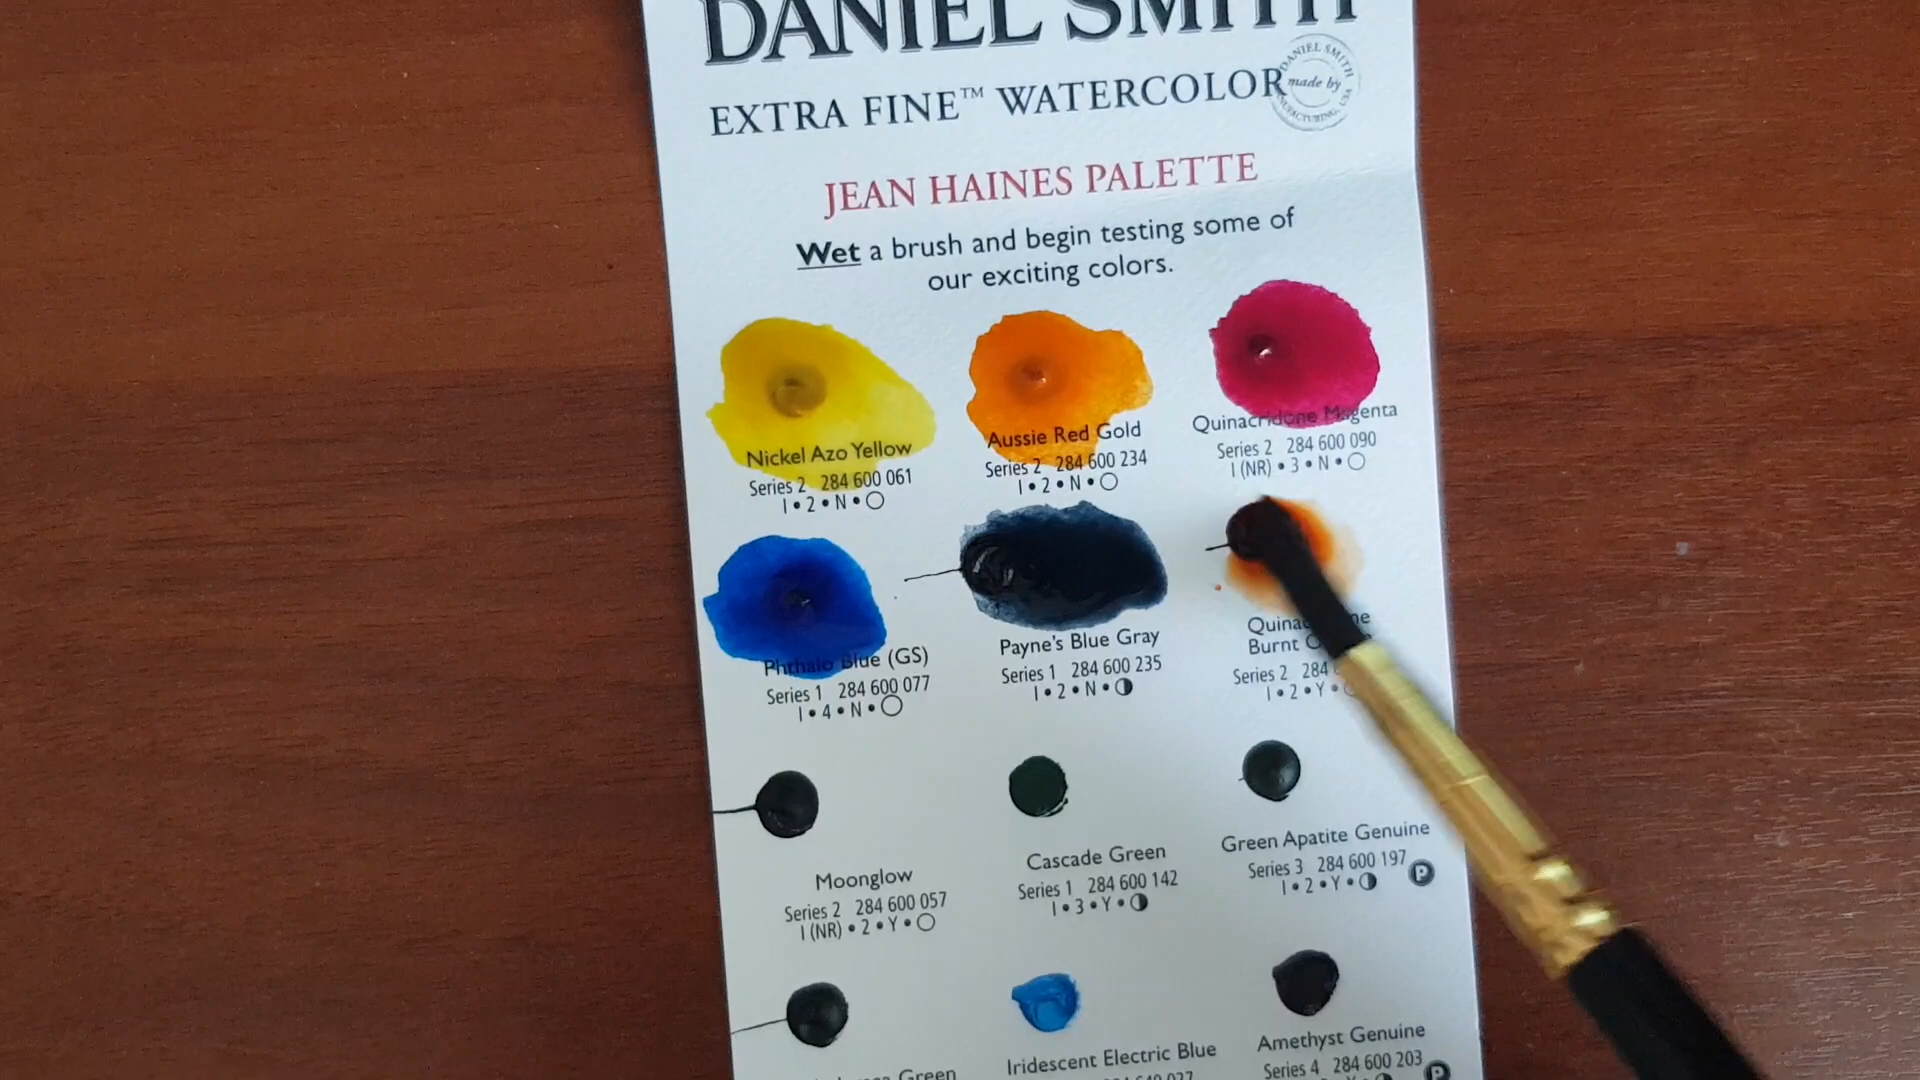 DANIEL SMITH
EXTRA FINE™ WATERCOLOR
DANIEL SMITH
made by
JEAN HAINES PALETTE
Wet a brush and begin testing some of
our exciting colors.
Nickel Azo Yellow
Series 2 284 600 061
I • 2 • N •
Aussie Red Gold
Series 2 284 600 234
I • 2 • N •
Quinacridone Magenta
Series 2 284 600 090
I (NR) • 3 • N •
Phthalo Blue (GS)
Series 1 284 600 077
I • 4 • N •
Payne's Blue Gray
Series 1 284 600 235
I • 2 • N •
Burnt
Series 2 284
I • 2 • Y •
Moonglow
Series 2 284 600 057
I (NR) • 2 • Y •
Cascade Green
Series 1 284 600 142
I • 3 • Y •
Green Apatite Genuine
Series 3 284 600 197
I • 2 • Y •
P
Green
Iridescent Electric Blue
Amethyst Genuine
Series 4 284 600 203
P